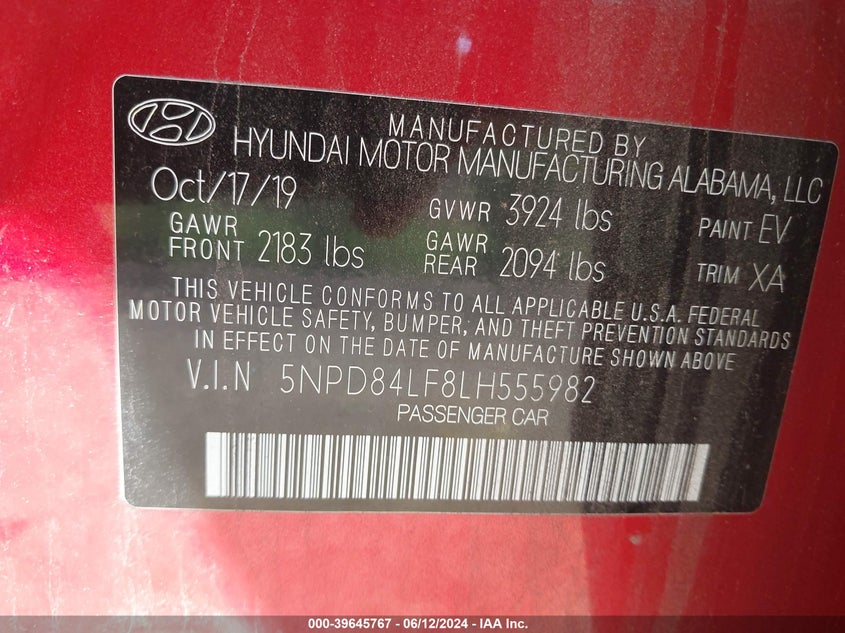 MANUFACTURED BY
HYUNDAI MOTOR MANUFACTURING ALABAMA, LLC
Oct/17/19 GVWR 3924 lbs PAINT EV
GAWR FRONT 2183 lbs GAWR REAR 2094 lbs TRIM XA
THIS VEHICLE CONFORMS TO ALL APPLICABLE U.S.A. FEDERAL
MOTOR VEHICLE SAFETY, BUMPER, AND THEFT PREVENTION STANDARDS
IN EFFECT ON THE DATE OF MANUFACTURE SHOWN ABOVE
V.I.N 5NPD84LF8LH555982
PASSENGER CAR
000-39645767 - 06/12/2024 - IAA Inc.